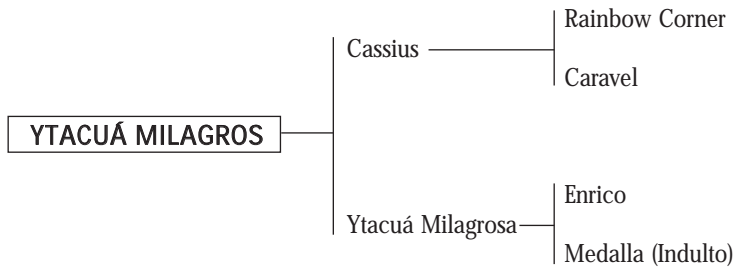 Rainbow Corner
Cassius
Caravel
YTACUÁ MILAGROS
Enrico
Ytacuá Milagrosa
Medalla (Indulto)